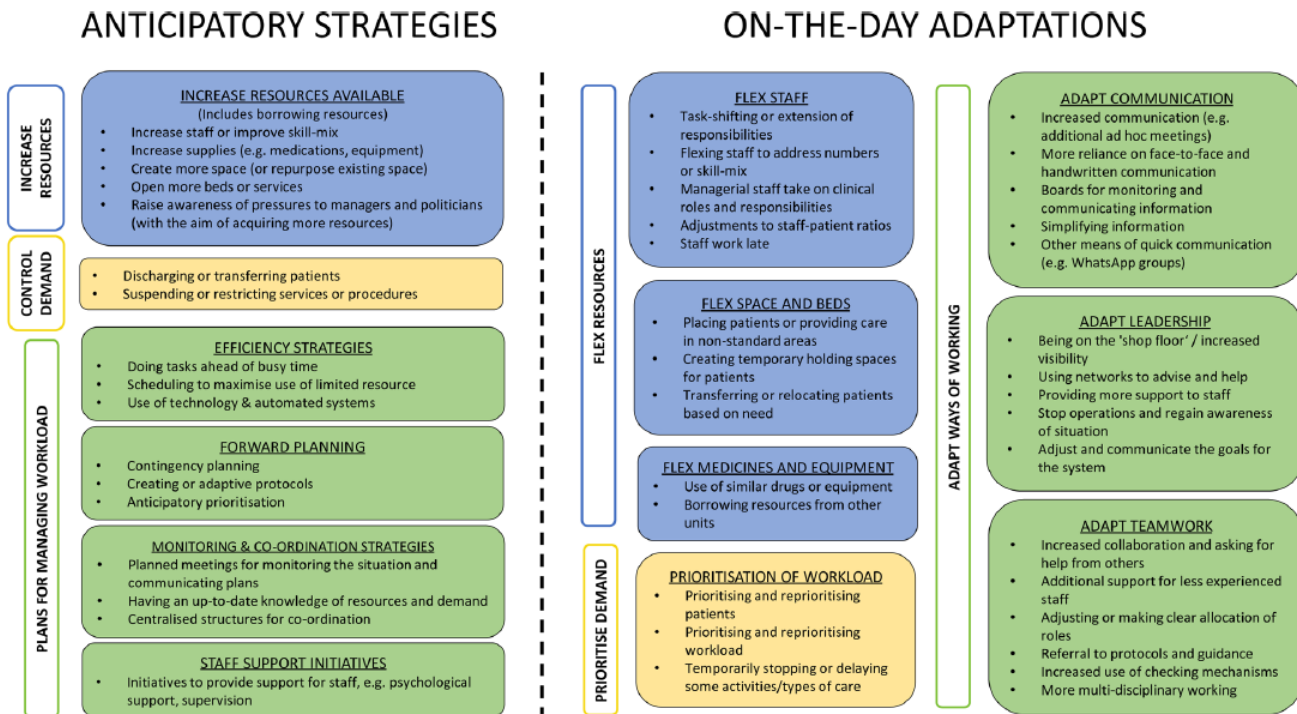 ANTICIPATORY STRATEGIES
INCREASE
RESOURCES
INCREASE RESOURCES AVAILABLE
(Includes borrowing resources)
• Increase staff or improve skill-mix
• Increase supplies (e.g. medications, equipment)
• Create more space (or repurpose existing space)
• Open more beds or services
• Raise awareness of pressures to managers and politicians
(with the aim of acquiring more resources)
CONTROL
DEMAND
• Discharging or transferring patients
• Suspending or restricting services or procedures
PLANS FOR MANAGING WORKLOAD
EFFICIENCY STRATEGIES
• Doing tasks ahead of busy time
• Scheduling to maximise use of limited resource
• Use of technology & automated systems
FORWARD PLANNING
• Contingency planning
• Creating or adaptive protocols
• Anticipatory prioritisation
MONITORING & CO-ORDINATION STRATEGIES
• Planned meetings for monitoring the situation and
communicating plans
• Having an up-to-date knowledge of resources and demand
• Centralised structures for co-ordination
STAFF SUPPORT INITIATIVES
• Initiatives to provide support for staff, e.g. psychological
support, supervision
ON-THE-DAY ADAPTATIONS
FLEX RESOURCES
FLEX STAFF
• Task-shifting or extension of
responsibilities
• Flexing staff to address numbers
or skill-mix
• Managerial staff take on clinical
roles and responsibilities
• Adjustments to staff-patient ratios
• Staff work late
FLEX SPACE AND BEDS
• Placing patients or providing care
in non-standard areas
• Creating temporary holding spaces
for patients
• Transferring or relocating patients
based on need
FLEX MEDICINES AND EQUIPMENT
• Use of similar drugs or equipment
• Borrowing resources from other
units
PRIORITISE DEMAND
PRIORITISATION OF WORKLOAD
• Prioritising and reprioritising
patients
• Prioritising and reprioritising
workload
• Temporarily stopping or delaying
some activities/types of care
ADAPT WAYS OF WORKING
ADAPT COMMUNICATION
• Increased communication (e.g.
additional ad hoc meetings)
• More reliance on face-to-face and
handwritten communication
• Boards for monitoring and
communicating information
• Simplifying information
• Other means of quick communication
(e.g. WhatsApp groups)
ADAPT LEADERSHIP
• Being on the 'shop floor' / increased
visibility
• Using networks to advise and help
• Providing more support to staff
• Stop operations and regain awareness
of situation
• Adjust and communicate the goals for
the system
ADAPT TEAMWORK
• Increased collaboration and asking for
help from others
• Additional support for less experienced
staff
• Adjusting or making clear allocation of
roles
• Referral to protocols and guidance
• Increased use of checking mechanisms
• More multi-disciplinary working